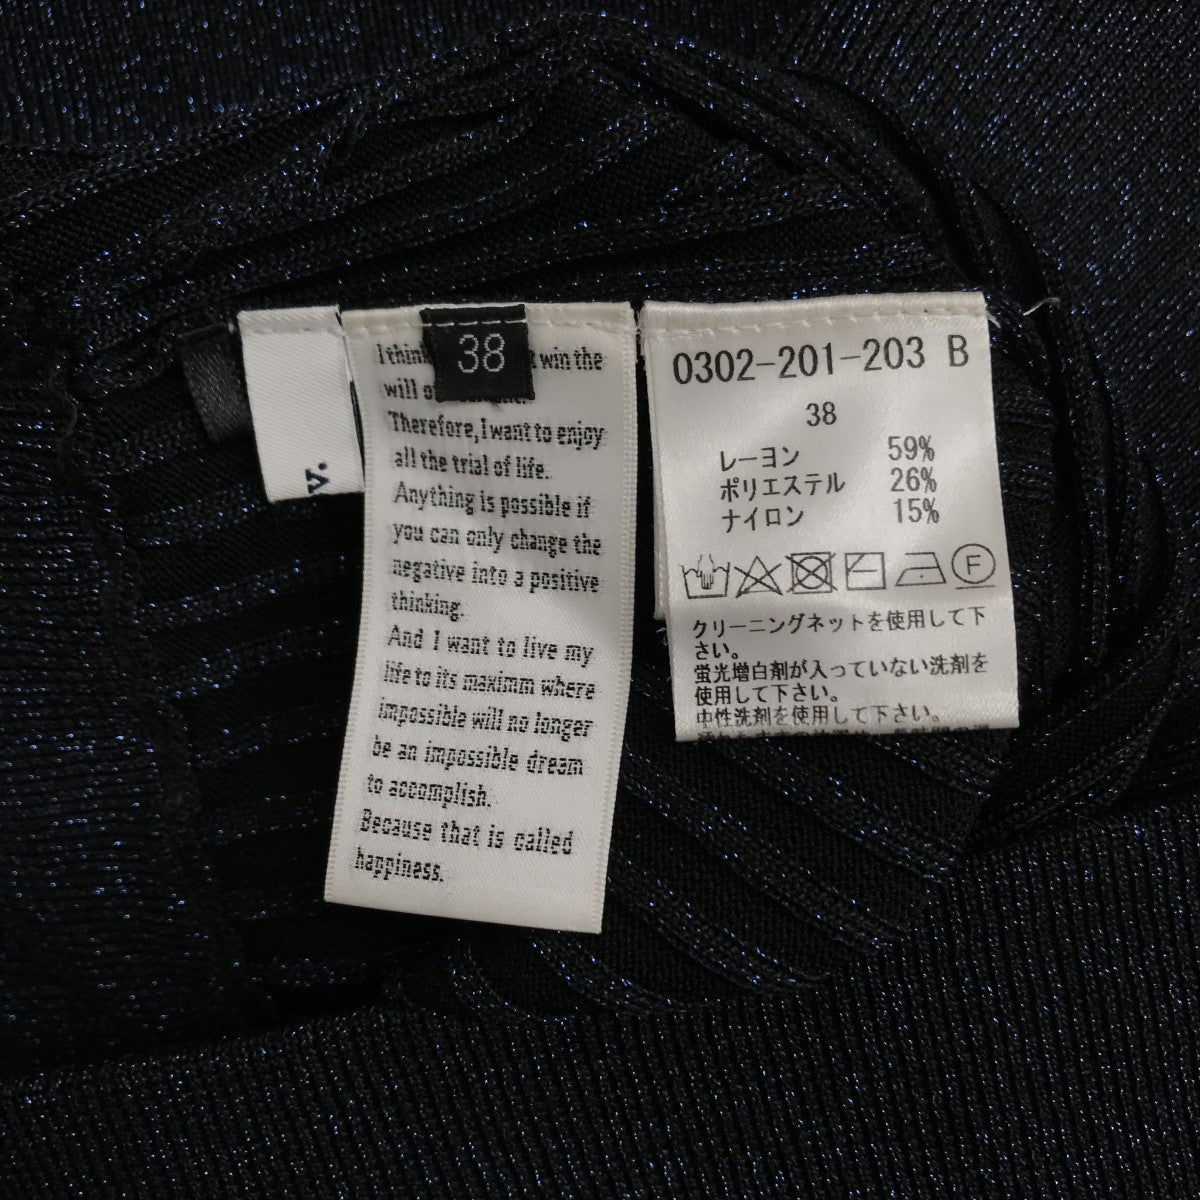 v.
38
I think win the
will
Therefore, I want to enjoy
all the trial of life.
Anything is possible if
you can only change the
negative into a positive
thinking.
And I want to live my
life to its maximm where
impossible will no longer
be an impossible dream
to accomplish.
Because that is called
happiness.
0302-201-203 B
38
レーヨン 59%
ポリエステル 26%
ナイロン 15%
F
クリーニングネットを使用して下
さい。
蛍光増白剤が入っていない洗剤を
使用して下さい。
中性洗剤を使用して下さい。